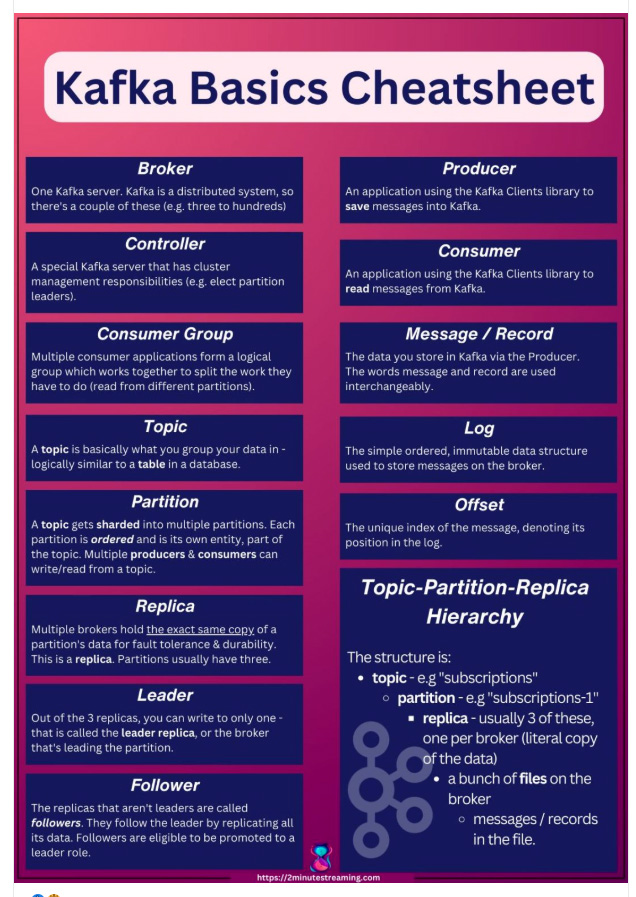 Kafka Basics Cheatsheet
Broker
One Kafka server. Kafka is a distributed system, so
there's a couple of these (e.g. three to hundreds)
Controller
A special Kafka server that has cluster
management responsibilities (e.g. elect partition
leaders).
Consumer Group
Multiple consumer applications form a logical
group which works together to split the work they
have to do (read from different partitions).
Topic
A topic is basically what you group your data in -
logically similar to a table in a database.
Partition
A topic gets sharded into multiple partitions. Each
partition is ordered and is its own entity, part of
the topic. Multiple producers & consumers can
write/read from a topic.
Replica
Multiple brokers hold the exact same copy of a
partition's data for fault tolerance & durability.
This is a replica. Partitions usually have three.
Leader
Out of the 3 replicas, you can write to only one -
that is called the leader replica, or the broker
that's leading the partition.
Follower
The replicas that aren't leaders are called
followers. They follow the leader by replicating all
its data. Followers are eligible to be promoted to a
leader role.
Producer
An application using the Kafka Clients library to
save messages into Kafka.
Consumer
An application using the Kafka Clients library to
read messages from Kafka.
Message / Record
The data you store in Kafka via the Producer.
The words message and record are used
interchangeably.
Log
The simple ordered, immutable data structure
used to store messages on the broker.
Offset
The unique index of the message, denoting its
position in the log.
Topic-Partition-Replica
Hierarchy
The structure is:
• topic - e.g "subscriptions"
○ partition - e.g "subscriptions-1"
▪ replica - usually 3 of these,
one per broker (literal copy
of the data)
• a bunch of files on the
broker
○ messages / records
in the file.
https://2minutestreaming.com